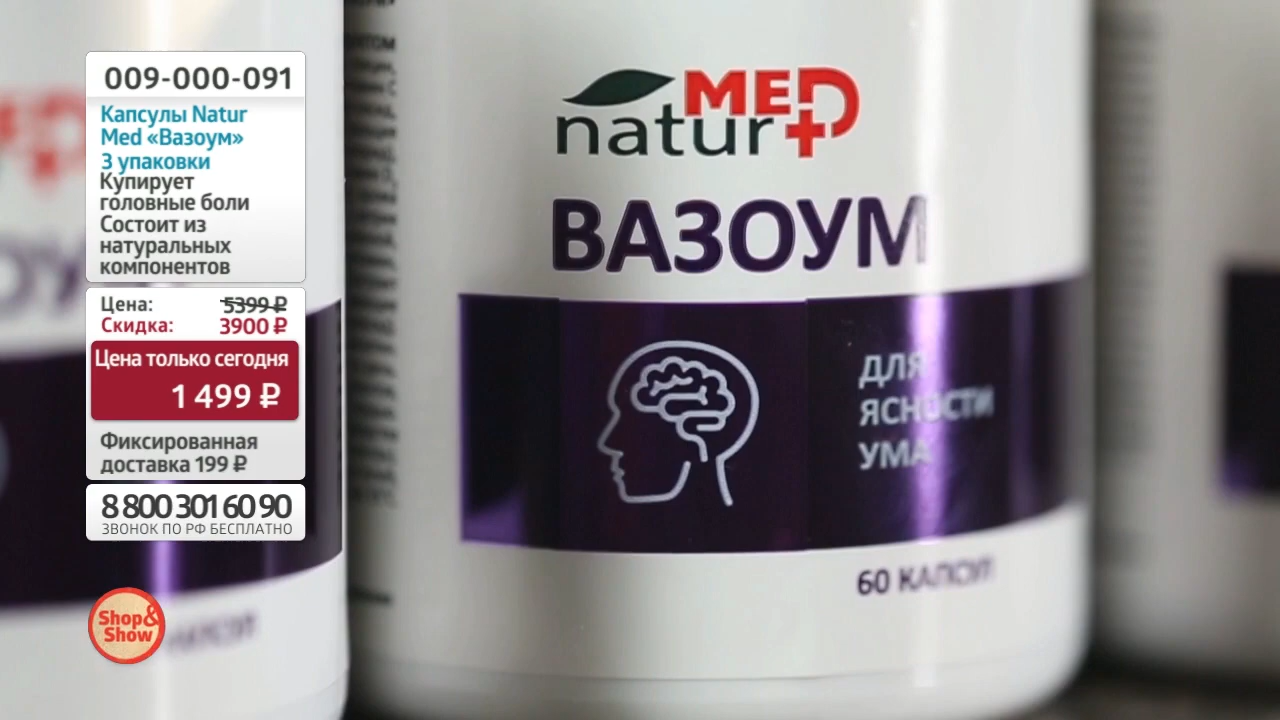 009-000-091
Капсулы Natur
Med «Вазоум»
3 упаковки
Купирует
головные боли
Состоит из
натуральных
компонентов
Цена: 5399 ₽
Скидка: 3900 ₽
Цена только сегодня
1 499 ₽
Фиксированная
доставка 199 ₽
8 800 301 60 90
ЗВОНОК ПО РФ БЕСПЛАТНО
Shop&
Show
MED
natur
ВАЗОУМ
ДЛЯ
ЯСНОСТИ
УМА
60 КАПСУЛ